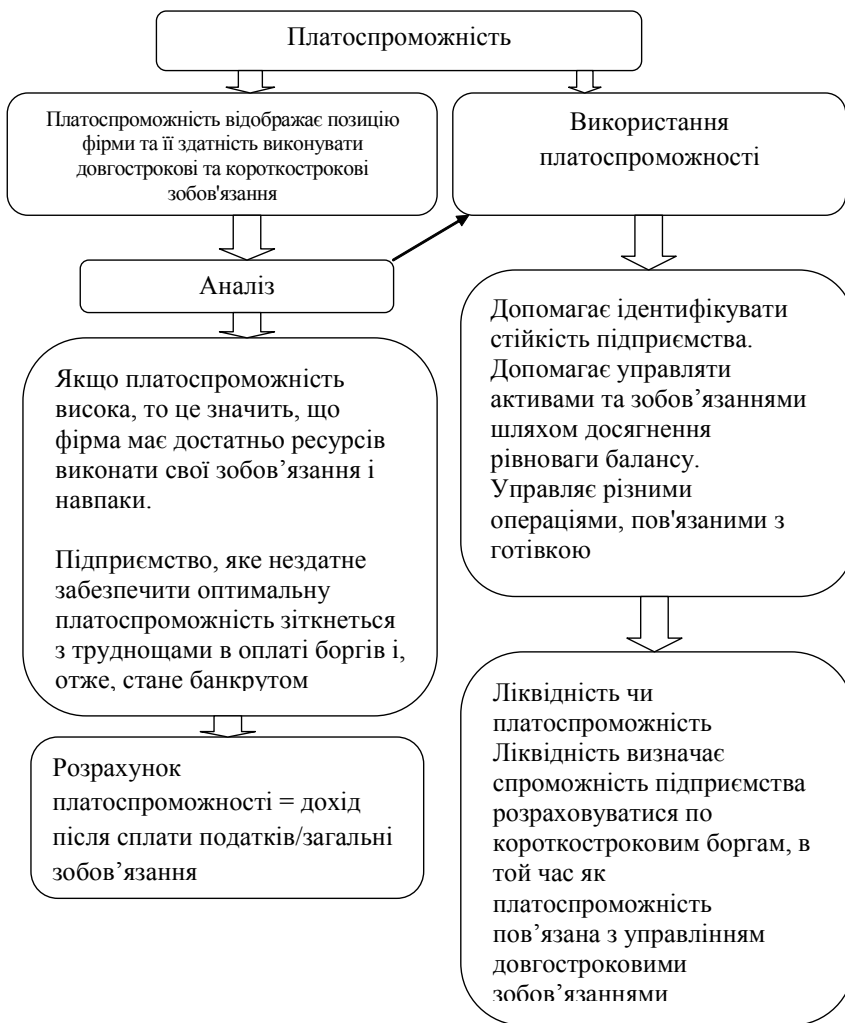 Платоспроможність
Платоспроможність відображає позицію
фірми та її здатність виконувати
довгострокові та короткострокові
зобов'язання
Використання
платоспроможності
Аналіз
Якщо платоспроможність
висока, то це значить, що
фірма має достатньо ресурсів
виконати свої зобов’язання і
навпаки.
Підприємство, яке нездатне
забезпечити оптимальну
платоспроможність зіткнеться
з труднощами в оплаті боргів і,
отже, стане банкрутом
Розрахунок
платоспроможності = дохід
після сплати податків/загальні
зобов’язання
Допомагає ідентифікувати
стійкість підприємства.
Допомагає управляти
активами та зобов’язаннями
шляхом досягнення
рівноваги балансу.
Управляє різними
операціями, пов'язаними з
готівкою
Ліквідність чи
платоспроможність
Ліквідність визначає
спроможність підприємства
розраховуватися по
короткостроковим боргам, в
той час як
платоспроможність
пов’язана з управлінням
довгостроковими
зобов’язаннями